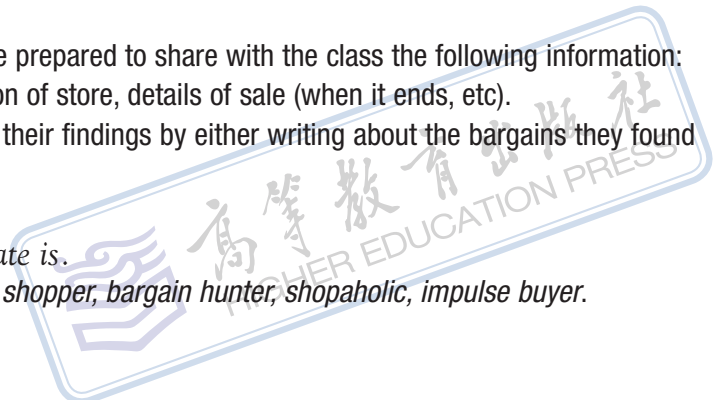 e prepared to share with the class the following information:
on of store, details of sale (when it ends, etc).
their findings by either writing about the bargains they found
高等教育出版社
HIGHER EDUCATION PRESS
ate is.
shopper, bargain hunter, shopaholic, impulse buyer.